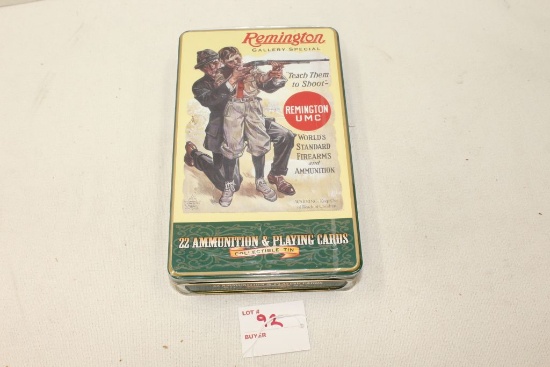 Remington
GALLERY SPECIAL
Teach Them
to Shoot-
REMINGTON
UMC
WORLD'S
STANDARD
FIREARMS
and
AMMUNITION
22 AMMUNITION & PLAYING CARDS
COLLECTIBLE TIN
LOT #
92
BUYER